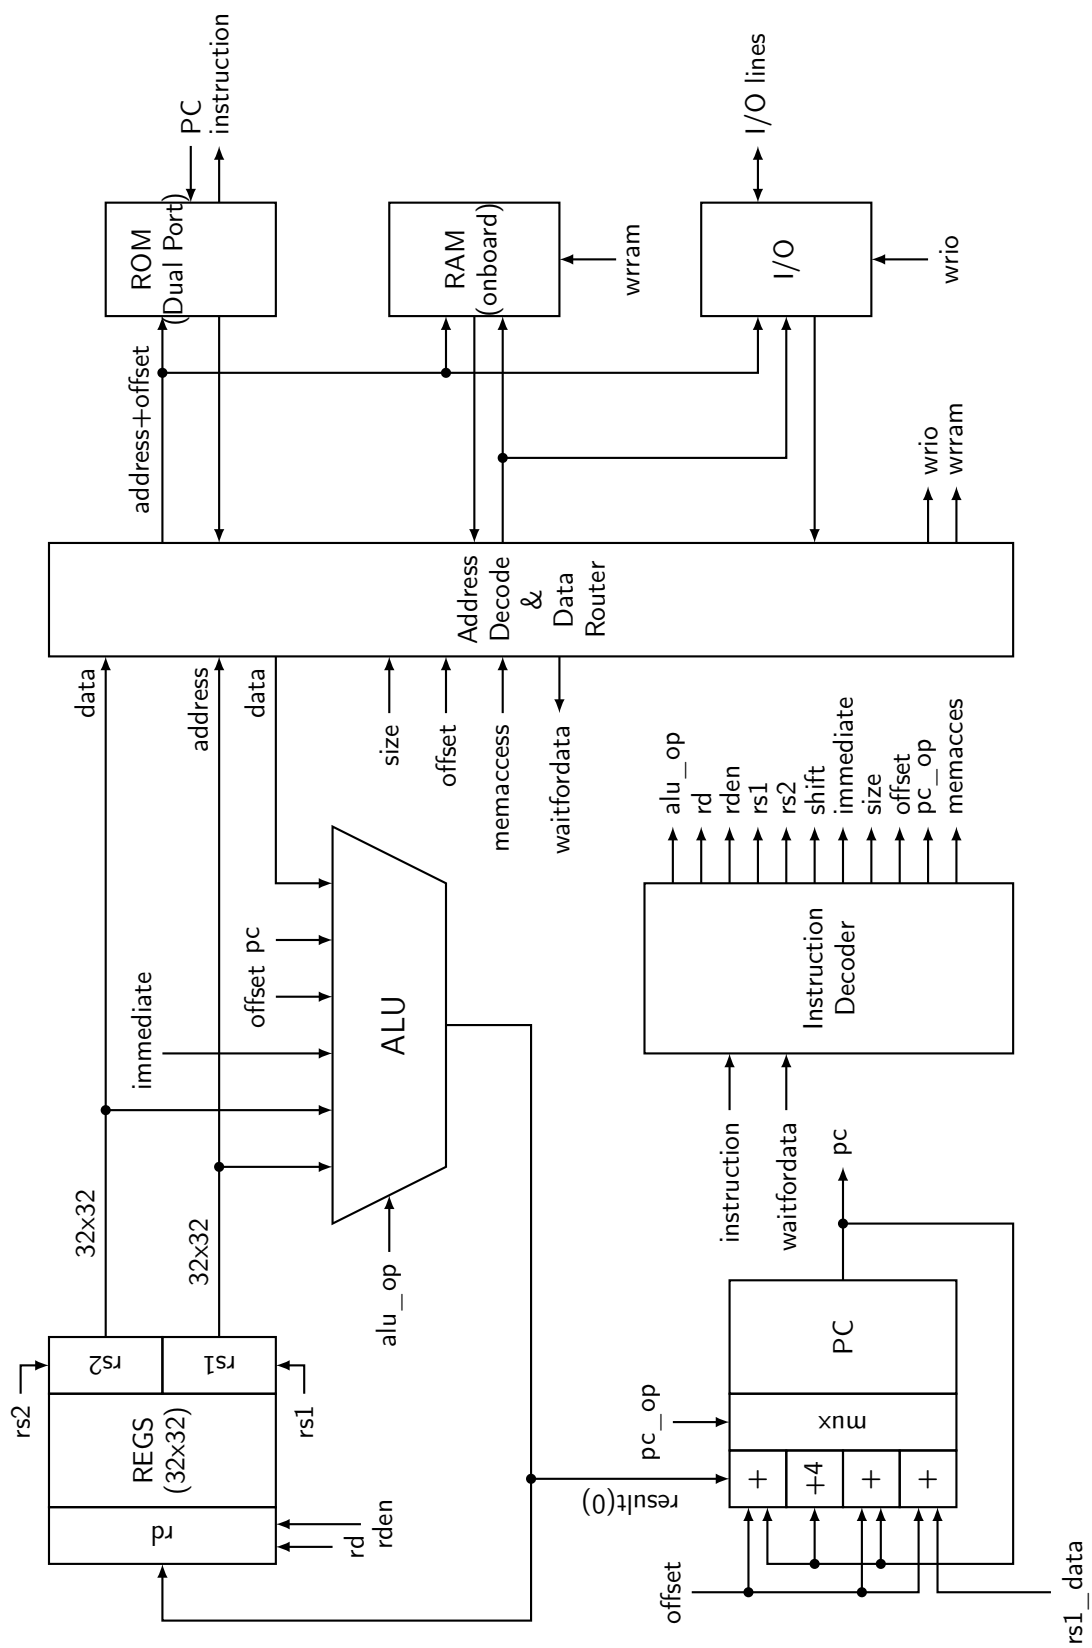 rs2
REGS
(32x32)
rd
rs2
rs1
rs1
rd
rden
32x32
32x32
immediate
offset
pc
alu_op
ALU
data
address
data
size
offset
memaccess
waitfordata
Address
Decode
&
Data
Router
address+offset
wrio
wrram
ROM
(Dual Port)
PC
instruction
RAM
(onboard)
wrram
I/O
I/O lines
wrio
offset
rs1_data
result(0)
pc_op
+
+4
+
+
mux
PC
pc
instruction
waitfordata
Instruction
Decoder
alu_op
rd
rden
rs1
rs2
shift
immediate
size
offset
pc_op
memacces